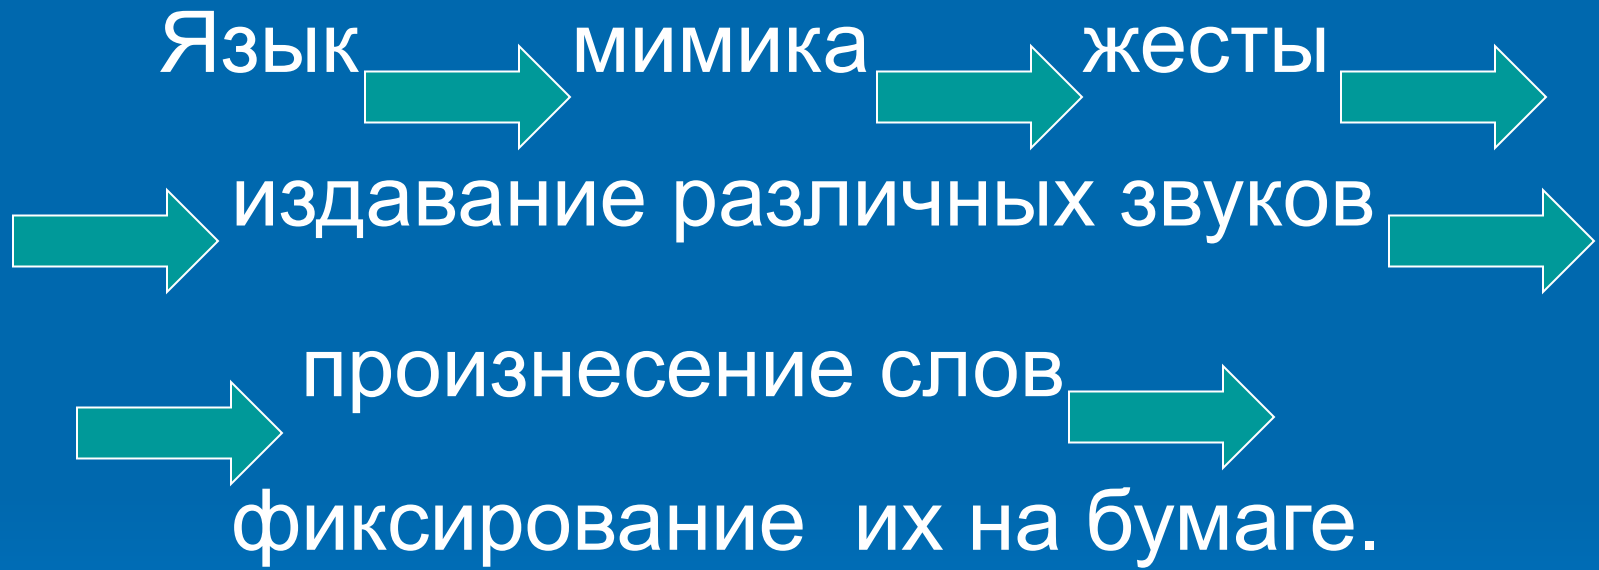 Язык мимика жесты
издавание различных звуков
произнесение слов
фиксирование их на бумаге.